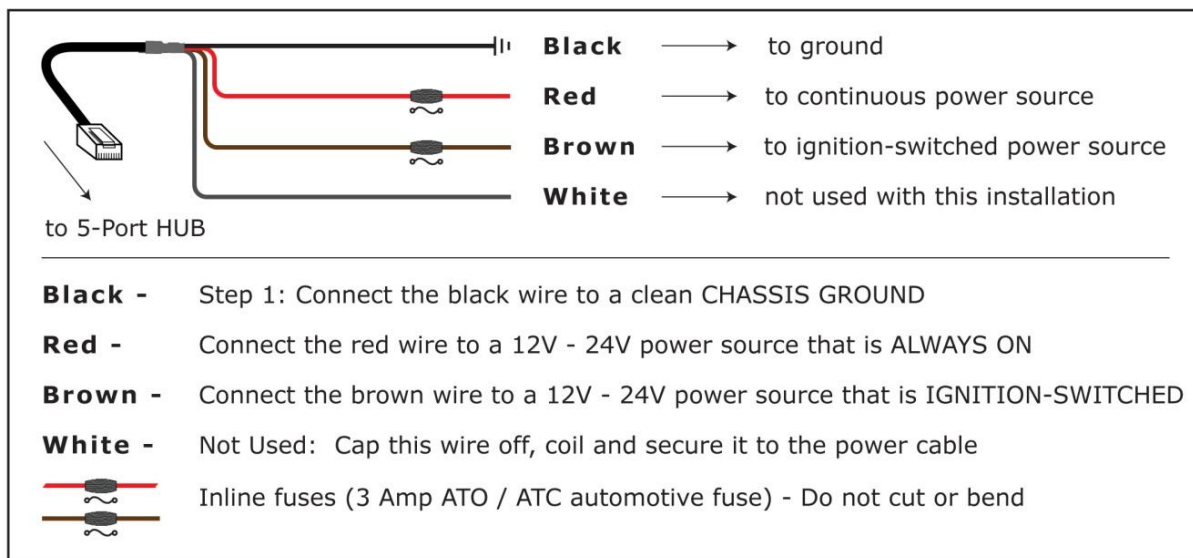 Black to ground
Red to continuous power source
Brown to ignition-switched power source
White not used with this installation
to 5-Port HUB
Black - Step 1: Connect the black wire to a clean CHASSIS GROUND
Red - Connect the red wire to a 12V - 24V power source that is ALWAYS ON
Brown - Connect the brown wire to a 12V - 24V power source that is IGNITION-SWITCHED
White - Not Used: Cap this wire off, coil and secure it to the power cable
Inline fuses (3 Amp ATO / ATC automotive fuse) - Do not cut or bend